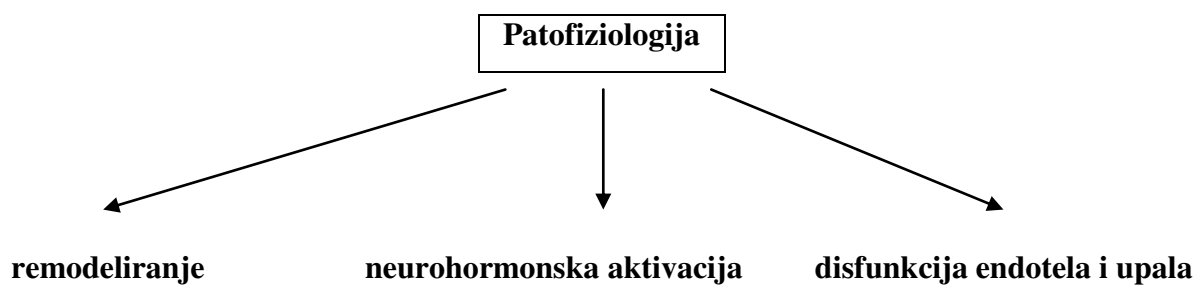 Patofiziologija
remodeliranje neurohormonska aktivacija disfunkcija endotela i upala